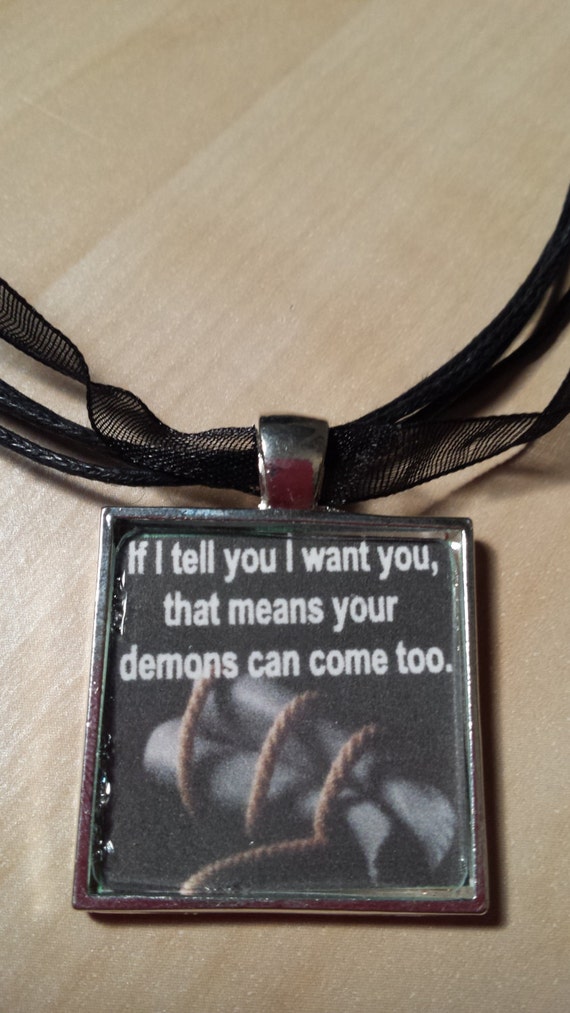 If I tell you I want you,
that means your
demons can come too.